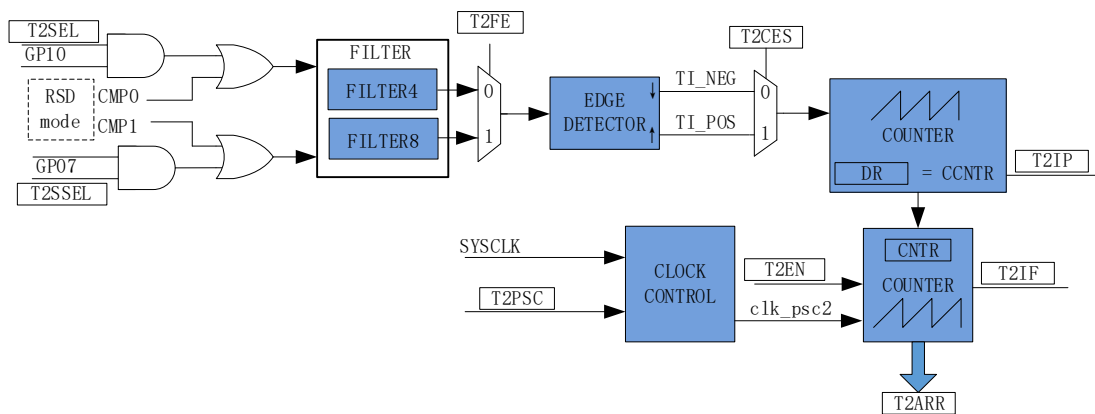 T2SEL
GP10
RSD
mode
CMP0
CMP1
GP07
T2SSEL
FILTER
FILTER4
FILTER8
T2FE
0
1
EDGE
DETECTOR
TI_NEG
TI_POS
T2CES
0
1
COUNTER
DR = CCNTR
T2IP
SYSCLK
T2PSC
CLOCK
CONTROL
T2EN
clk_psc2
CNTR
COUNTER
T2IF
T2ARR